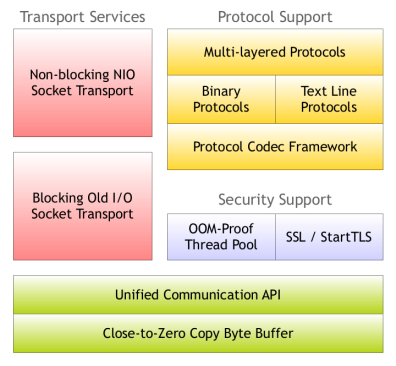 Transport Services
Non-blocking NIO
Socket Transport
Blocking Old I/O
Socket Transport
Protocol Support
Multi-layered Protocols
Binary
Protocols
Text Line
Protocols
Protocol Codec Framework
Security Support
OOM-Proof
Thread Pool
SSL / StartTLS
Unified Communication API
Close-to-Zero Copy Byte Buffer